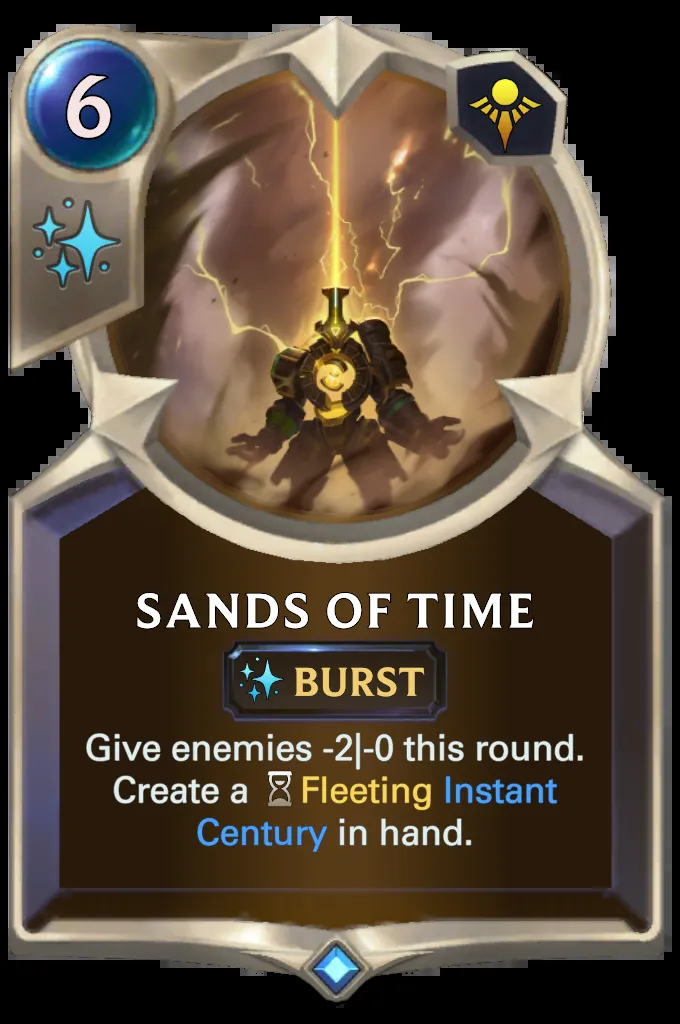 6
SANDS OF TIME
BURST
Give enemies -2|-0 this round.
Create a Fleeting Instant
Century in hand.